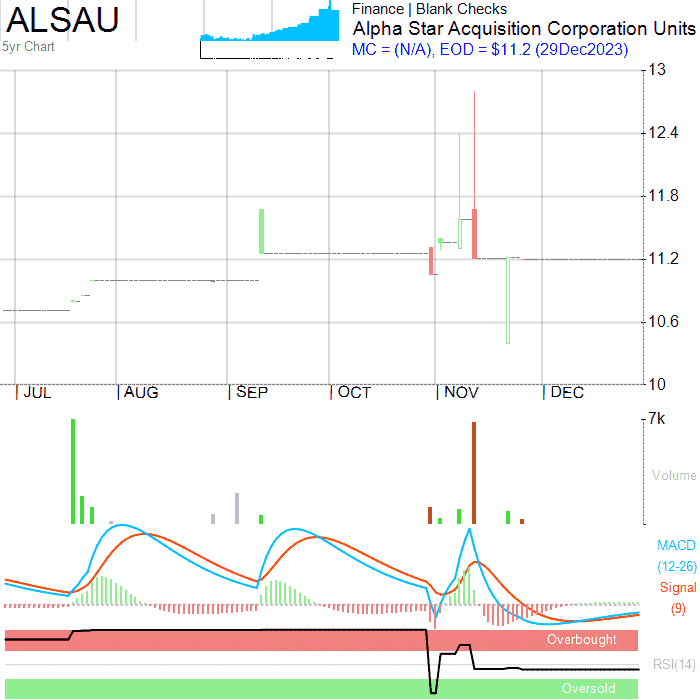 ALSAU
5yr Chart
Finance | Blank Checks
Alpha Star Acquisition Corporation Units
MC = (N/A), EOD = $11.2 (29Dec2023)
13
12.4
11.8
11.2
10.6
10
JUL AUG SEP OCT NOV DEC
7k
Volume
MACD
(12-26)
Signal
(9)
Overbought
RSI(14)
Oversold